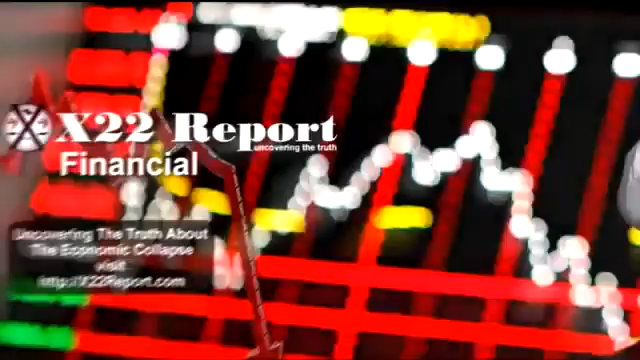 X22 Report
uncovering the truth
Financial
Uncovering The Truth About
The Economic Collapse
visit
http://X22Report.com